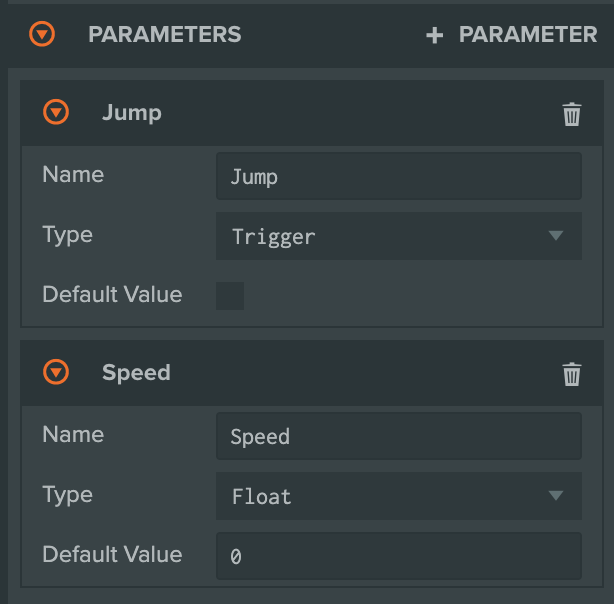 PARAMETERS + PARAMETER
Jump
Name Jump
Type Trigger
Default Value
Speed
Name Speed
Type Float
Default Value 0